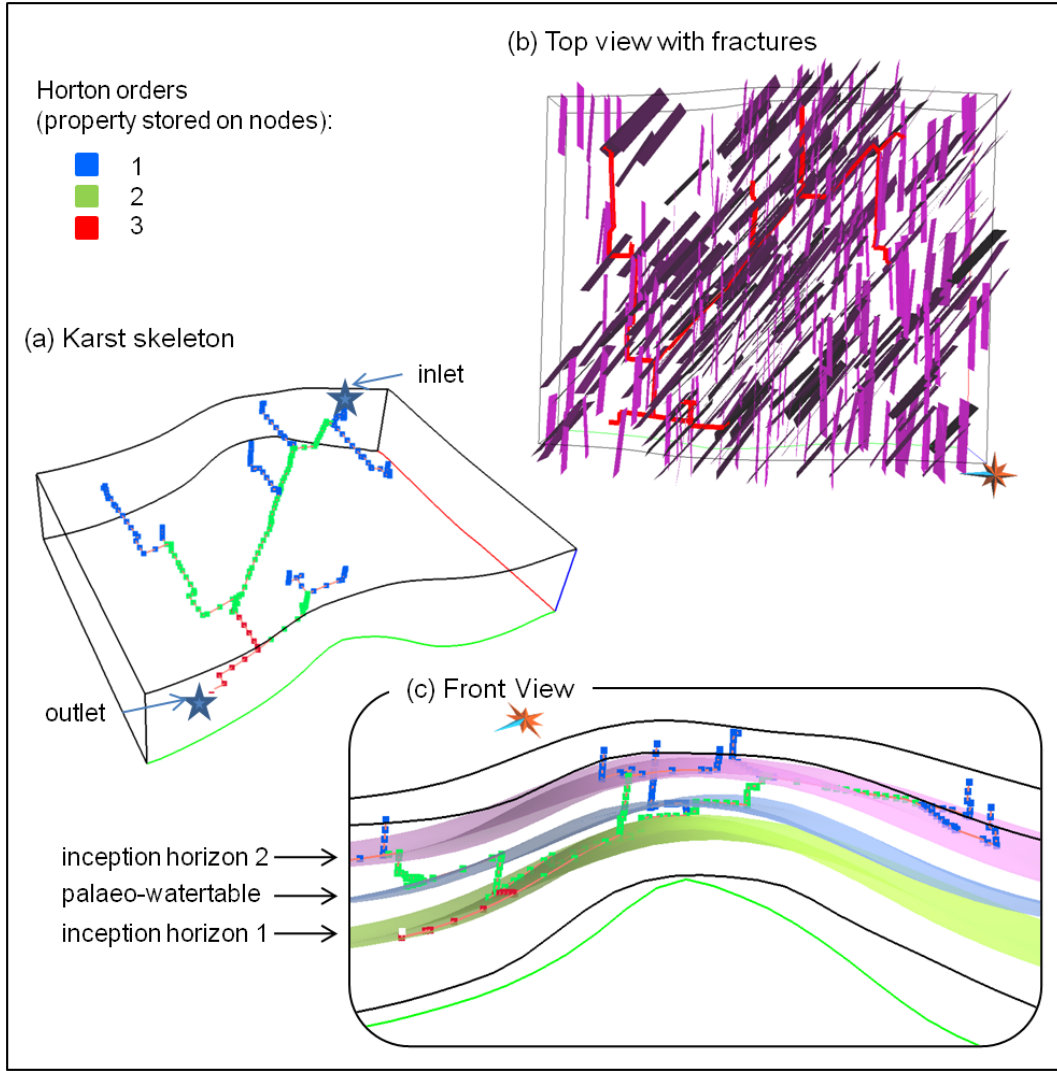 (b) Top view with fractures
Horton orders
(property stored on nodes):
1
2
3
(a) Karst skeleton
inlet
outlet
(c) Front View
inception horizon 2
palaeo-watertable
inception horizon 1